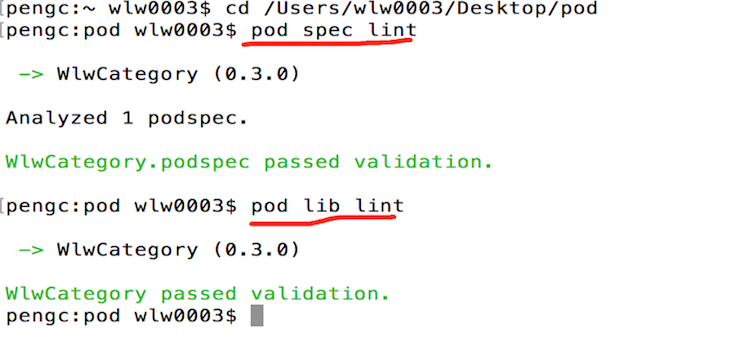 [pengc:~ wlw0003$ cd /Users/wlw0003/Desktop/pod
[pengc:pod wlw0003$ pod spec lint
-> WlwCategory (0.3.0)
Analyzed 1 podspec.
WlwCategory.podspec passed validation.
[pengc:pod wlw0003$ pod lib lint
-> WlwCategory (0.3.0)
WlwCategory passed validation.
pengc:pod wlw0003$